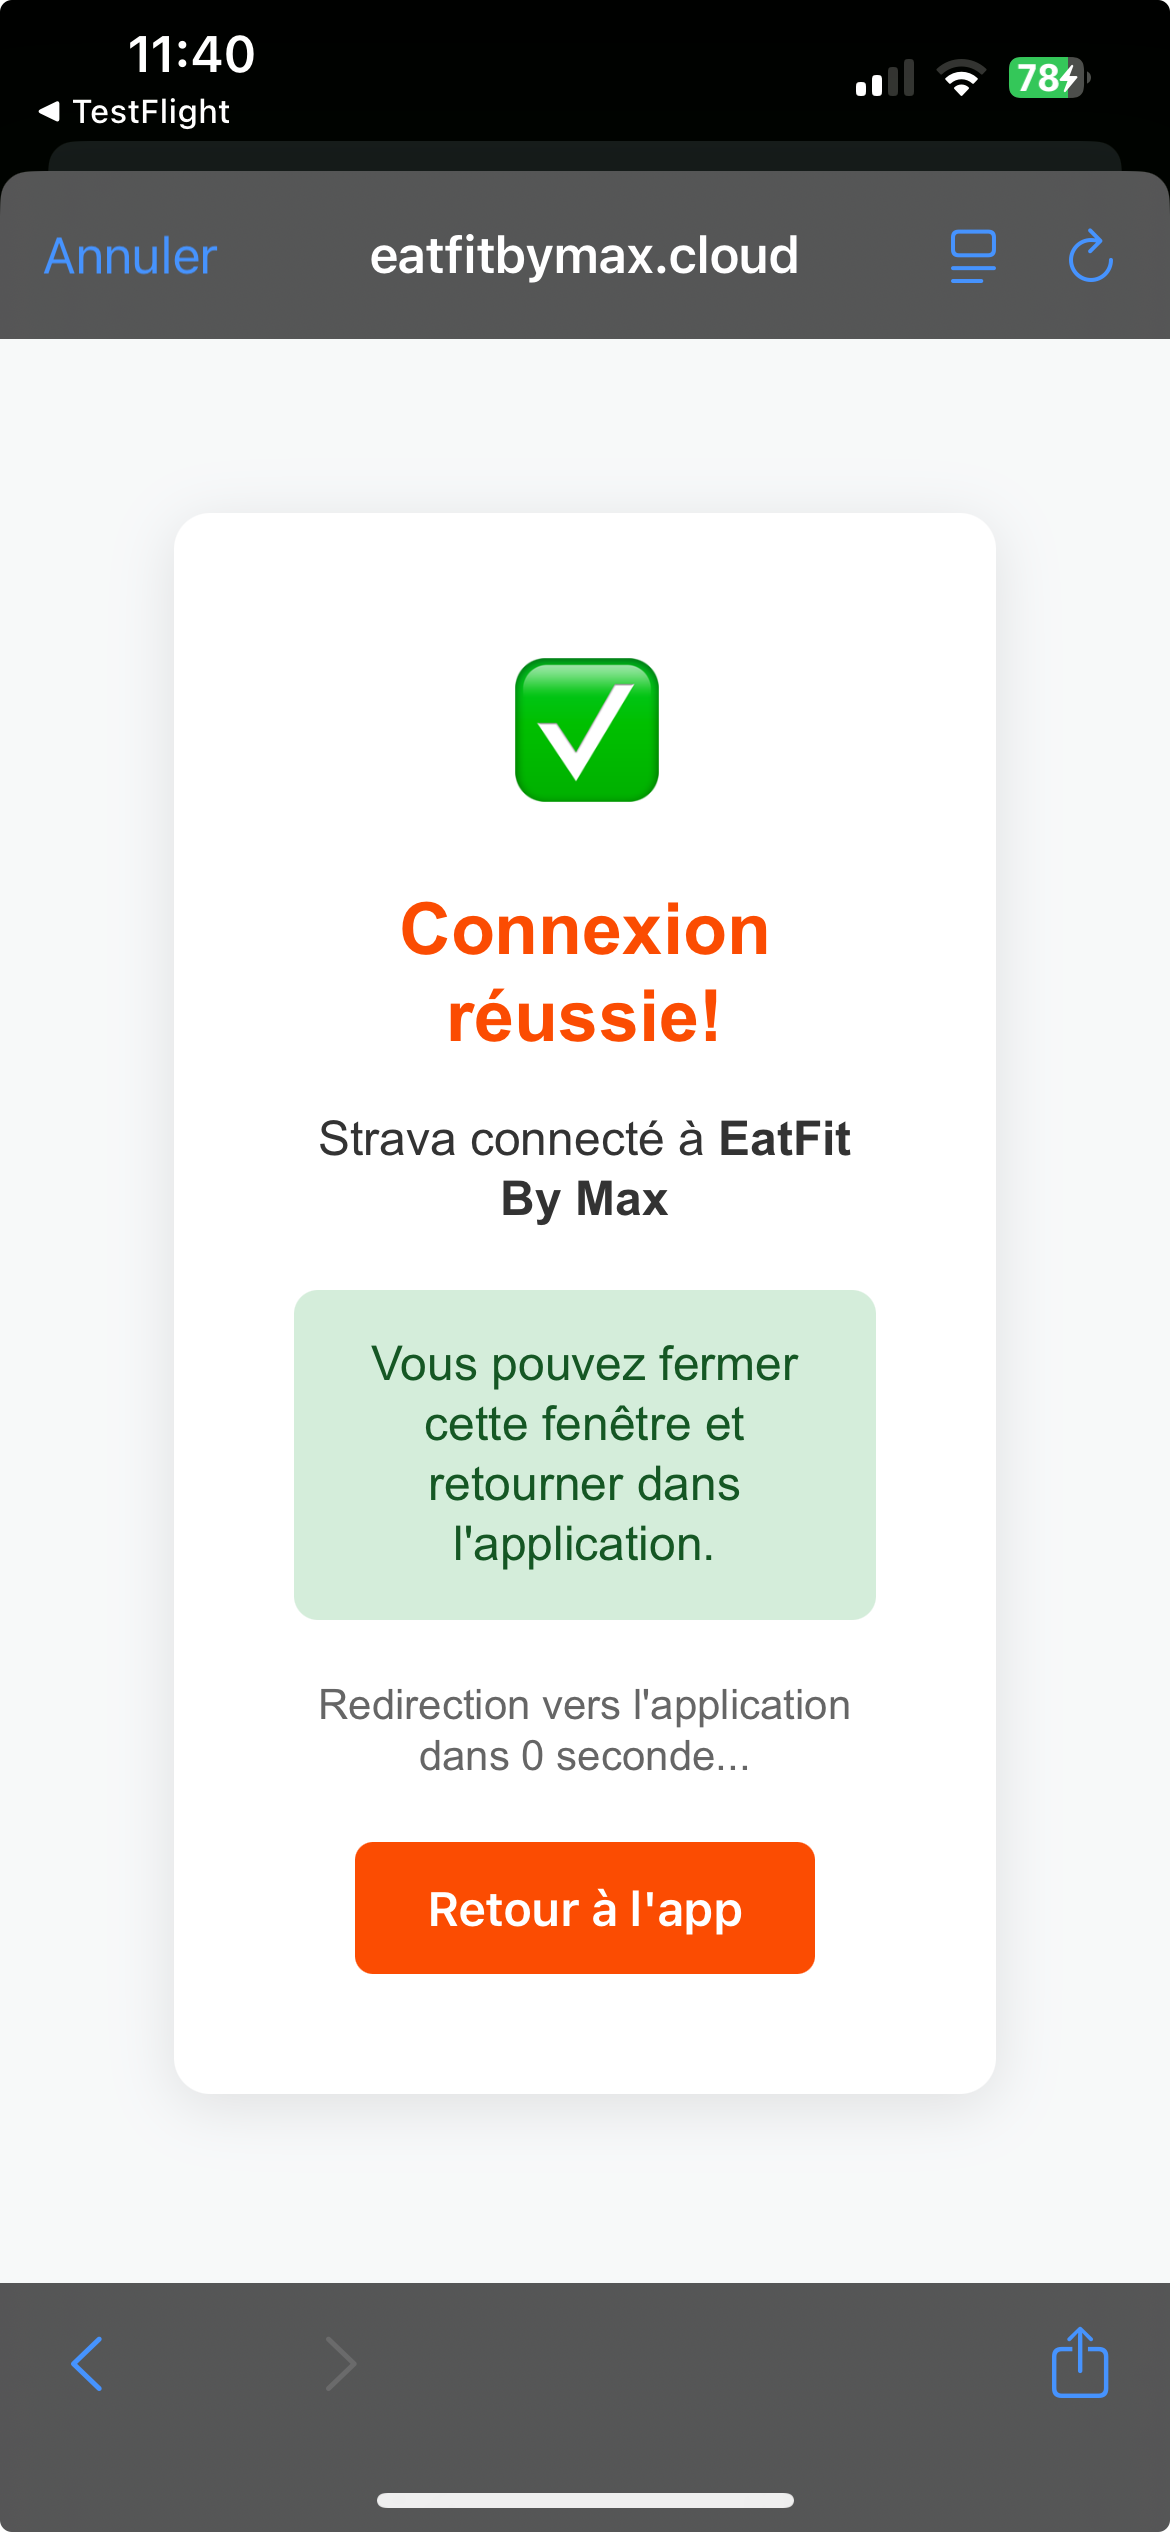 11:40
TestFlight
78
Annuler
eatfitbymax.cloud
Connexion
réussie!
Strava connecté à EatFit
By Max
Vous pouvez fermer
cette fenêtre et
retourner dans
l'application.
Redirection vers l'application
dans 0 seconde...
Retour à l'app